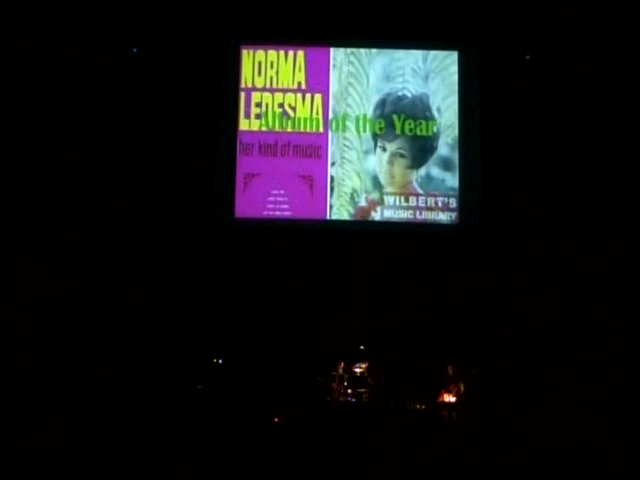 NORMA
LEDESMA
Album of the Year
her kind of music
WILBERT'S
MUSIC LIBRARY